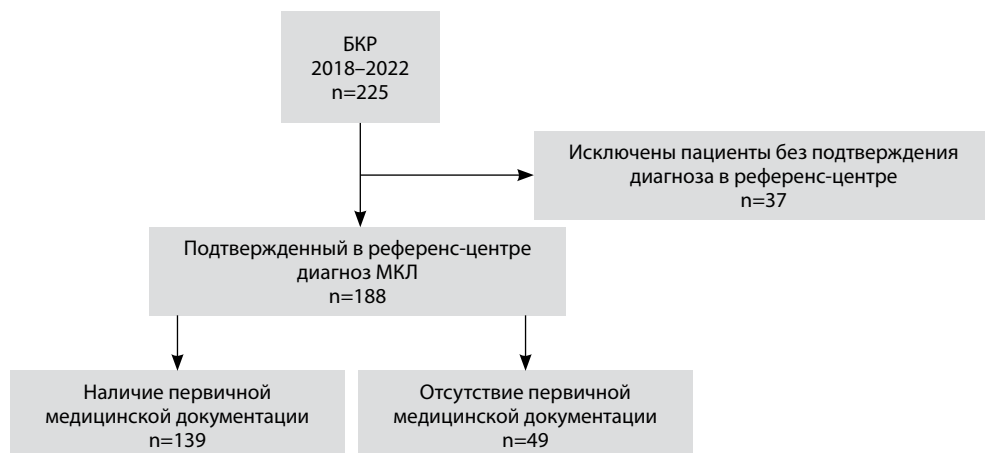 БКР
2018–2022
n=225
Исключены пациенты без подтверждения
диагноза в референс-центре
n=37
Подтвержденный в референс-центре
диагноз МКЛ
n=188
Наличие первичной
медицинской документации
n=139
Отсутствие первичной
медицинской документации
n=49